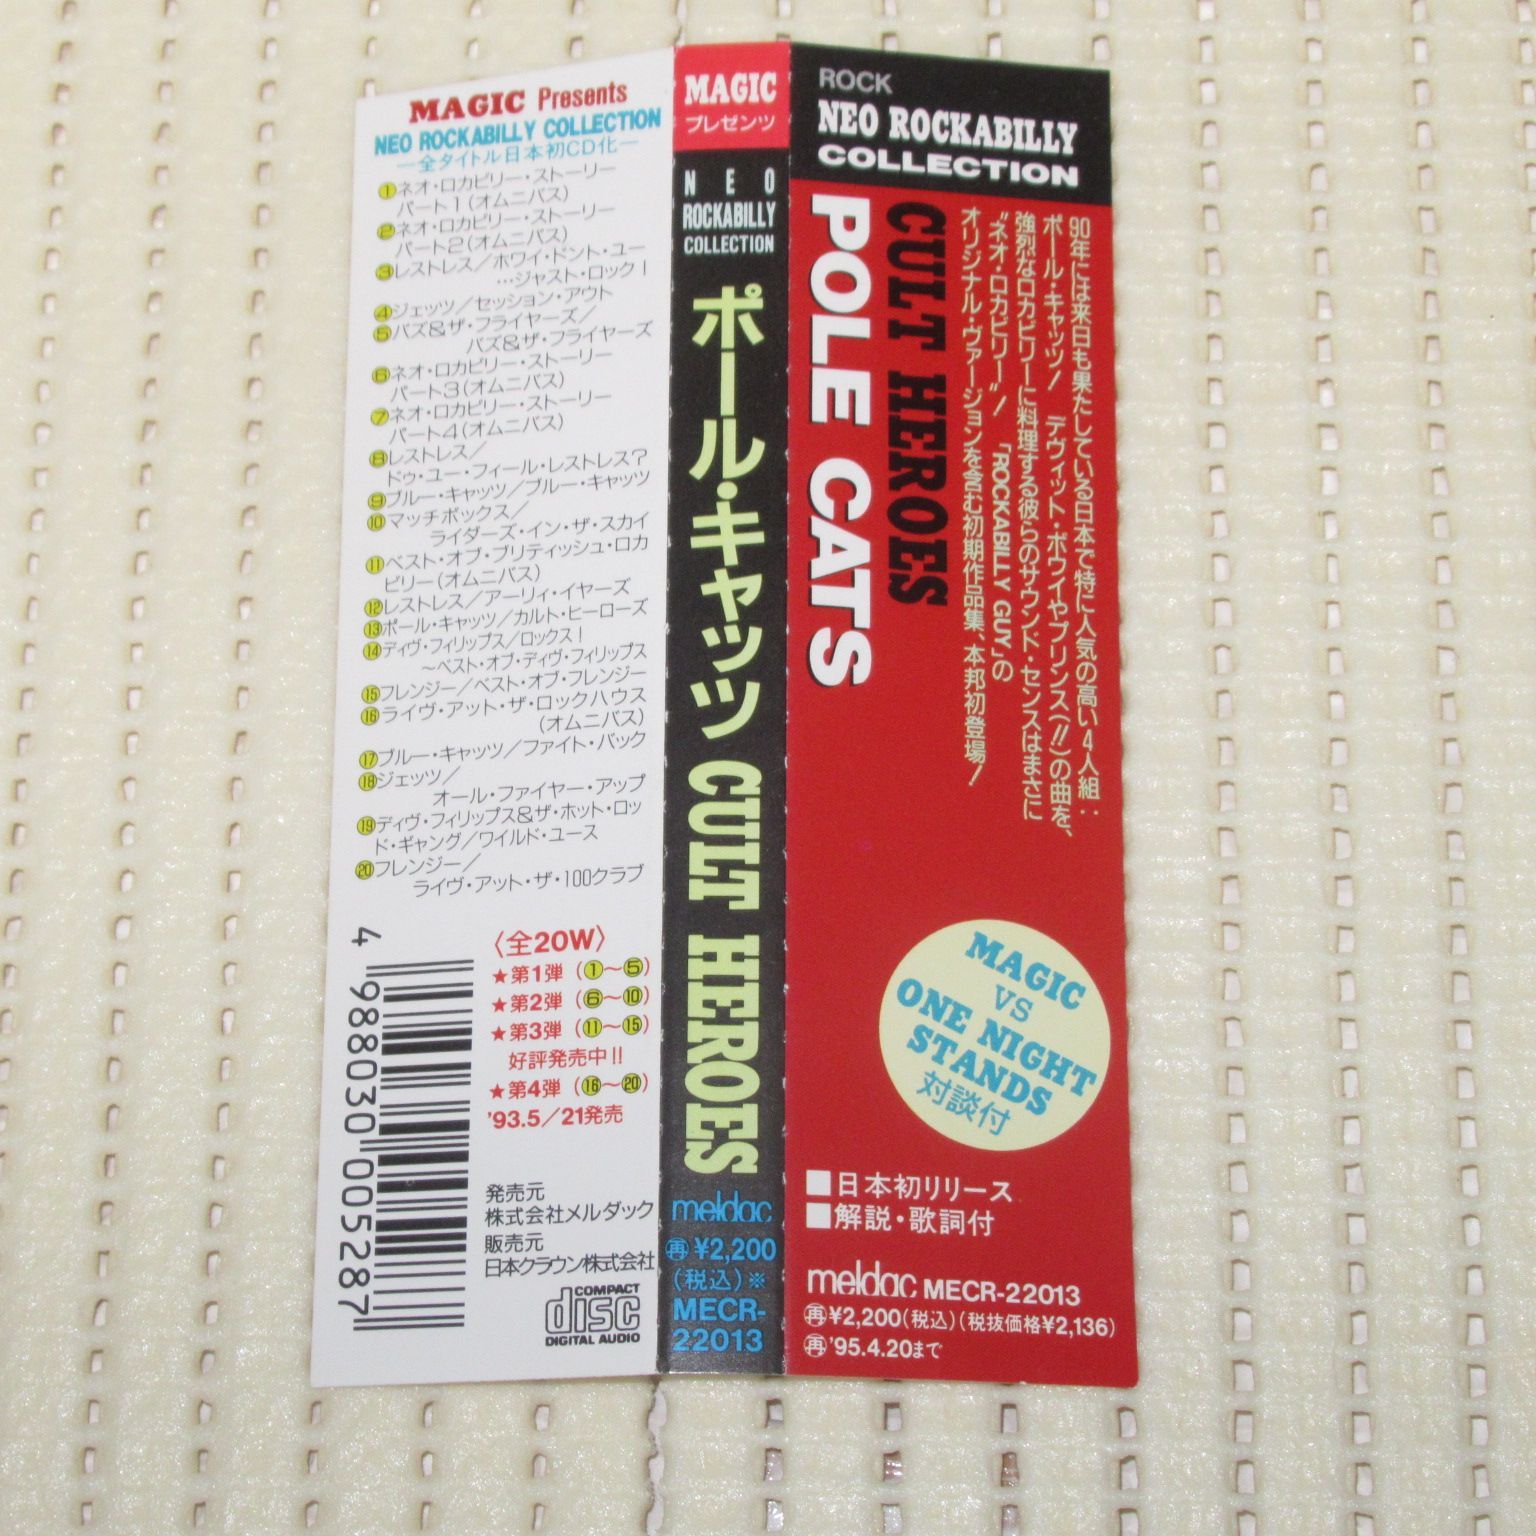 MAGIC Presents
NEO ROCKABILLY COLLECTION
—全タイトル日本初CD化—
①ネオ・ロカビリー・ストーリー
パート1(オムニバス)
②ネオ・ロカビリー・ストーリー
パート2(オムニバス)
③レストレス/ホワイ・ドント・ユー
…ジャスト・ロック!
④ジェッツ/セッション・アウト
⑤バズ&ザ・フライヤーズ/
バズ&ザ・フライヤーズ
⑥ネオ・ロカビリー・ストーリー
パート3(オムニバス)
⑦ネオ・ロカビリー・ストーリー
パート4(オムニバス)
⑧レストレス/
ドゥ・ユー・フィール・レストレス?
⑨ブルー・キャッツ/ブルー・キャッツ
⑩マッチボックス/
ライダーズ・イン・ザ・スカイ
⑪ベスト・オブ・ブリティッシュ・ロカ
ビリー(オムニバス)
⑫レストレス/アーリィ・イヤーズ
⑬ポール・キャッツ/カルト・ヒーローズ
⑭ディヴ・フィリップス/ロックス!
~ベスト・オブ・ディヴ・フィリップス
⑮フレンジー/ベスト・オブ・フレンジー
⑯ライヴ・アット・ザ・ロックハウス
(オムニバス)
⑰ブルー・キャッツ/ファイト・バック
⑱ジェッツ/
オール・ファイヤー・アップ
⑲ディヴ・フィリップス&ザ・ホット・ロッ
ド・ギャング/ワイルド・ユース
⑳フレンジー/
ライヴ・アット・ザ・100クラブ
〈全20W〉
★第1弾(①~⑤)
★第2弾(⑥~⑩)
★第3弾(⑪~⑮)
好評発売中!!
★第4弾(⑯~⑳)
'93.5/21発売
4 988030 005287
発売元
株式会社メルダック
販売元
日本クラウン株式会社
COMPACT
disc
DIGITAL AUDIO
MAGIC
プレゼンツ
NEO
ROCKABILLY
COLLECTION
ポール・キャッツ CULT HEROES
meldac
再¥2,200
(税込)※
MECR-
22013
ROCK
NEO ROCKABILLY
COLLECTION
90年には来日も果たしている日本で特に人気の高い4人組:
ポール・キャッツ! デヴィット・ボウイやプリンス(!!)の曲を、
強烈なロカビリーに料理する彼らのサウンド・センスはまさに
"ネオ・ロカビリー"! 「ROCKABILLY GUY」の
オリジナル・ヴァージョンを含む初期作品集、本邦初登場!
CULT HEROES
POLE CATS
MAGIC
VS
ONE NIGHT
STANDS
対談付
■日本初リリース
■解説・歌詞付
meldac MECR-22013
再¥2,200(税込)(税抜価格¥2,136)
再'95.4.20まで